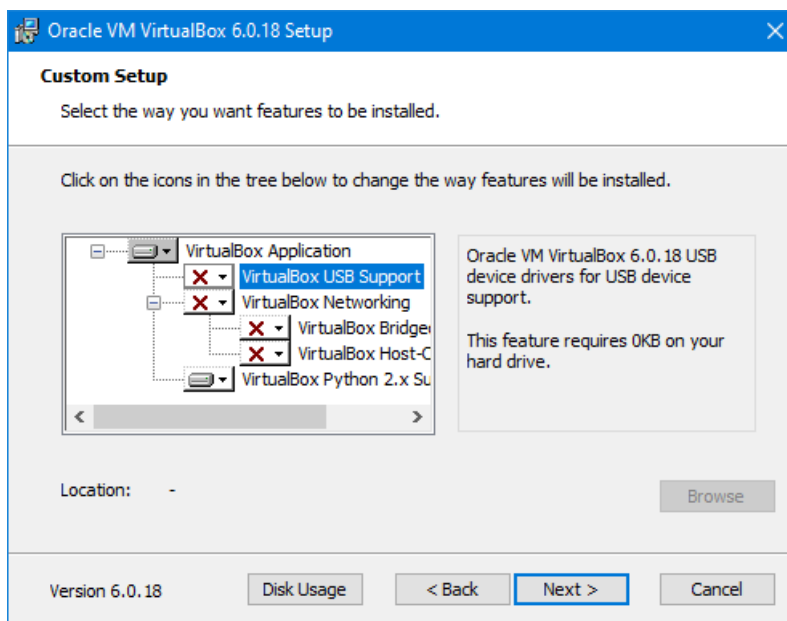 Oracle VM VirtualBox 6.0.18 Setup
Custom Setup
Select the way you want features to be installed.
Click on the icons in the tree below to change the way features will be installed.
VirtualBox Application
VirtualBox USB Support
VirtualBox Networking
VirtualBox Bridge
VirtualBox Host-C
VirtualBox Python 2.x Su
Oracle VM VirtualBox 6.0.18 USB
device drivers for USB device
support.
This feature requires 0KB on your
hard drive.
Location: -
Browse
Version 6.0.18
Disk Usage
< Back
Next >
Cancel